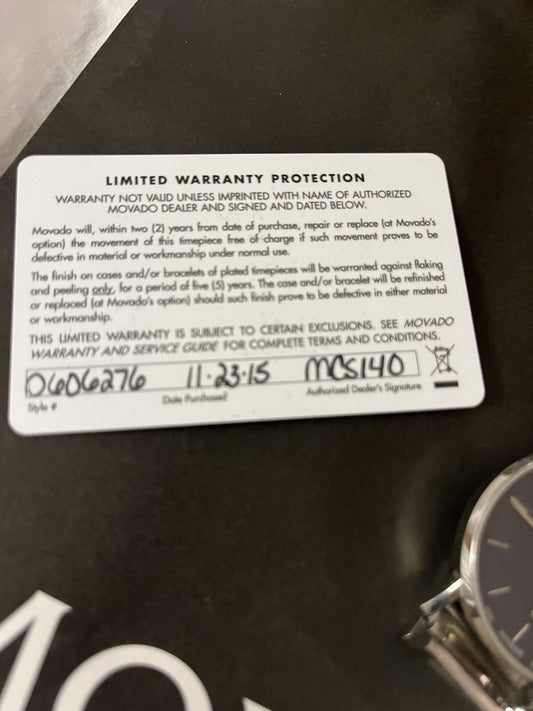 LIMITED WARRANTY PROTECTION
WARRANTY NOT VALID UNLESS IMPRINTED WITH NAME OF AUTHORIZED
MOVADO DEALER AND SIGNED AND DATED BELOW.
Movado will, within two (2) years from date of purchase, repair or replace (at Movado's
option) the movement of this timepiece free of charge if such movement proves to be
defective in material or workmanship under normal use.
The finish on cases and/or bracelets of plated timepieces will be warranted against flaking
and peeling only, for a period of five (5) years. The case and/or bracelet will be refinished
or replaced (at Movado's option) should such finish prove to be defective in either material
or workmanship.
THIS LIMITED WARRANTY IS SUBJECT TO CERTAIN EXCLUSIONS. SEE MOVADO
WARRANTY AND SERVICE GUIDE FOR COMPLETE TERMS AND CONDITIONS.
0606276 11·23·15 MCS140
Style # Date Purchased Authorized Dealer's Signature
MOV